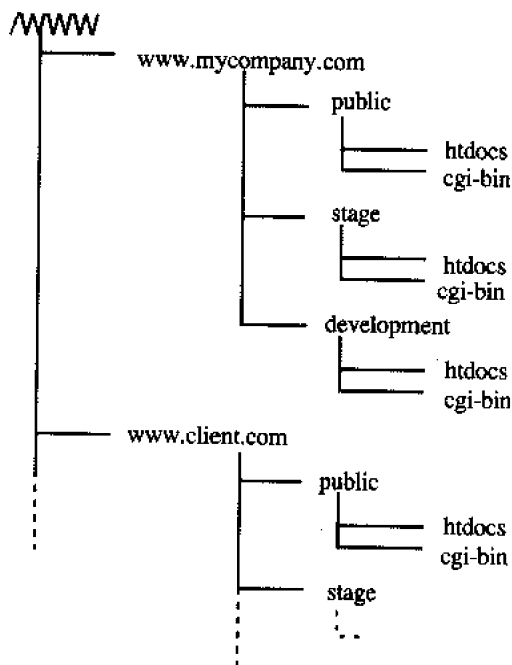 /WWW
www.mycompany.com
public
htdocs
cgi-bin
stage
htdocs
cgi-bin
development
htdocs
cgi-bin
www.client.com
public
htdocs
cgi-bin
stage